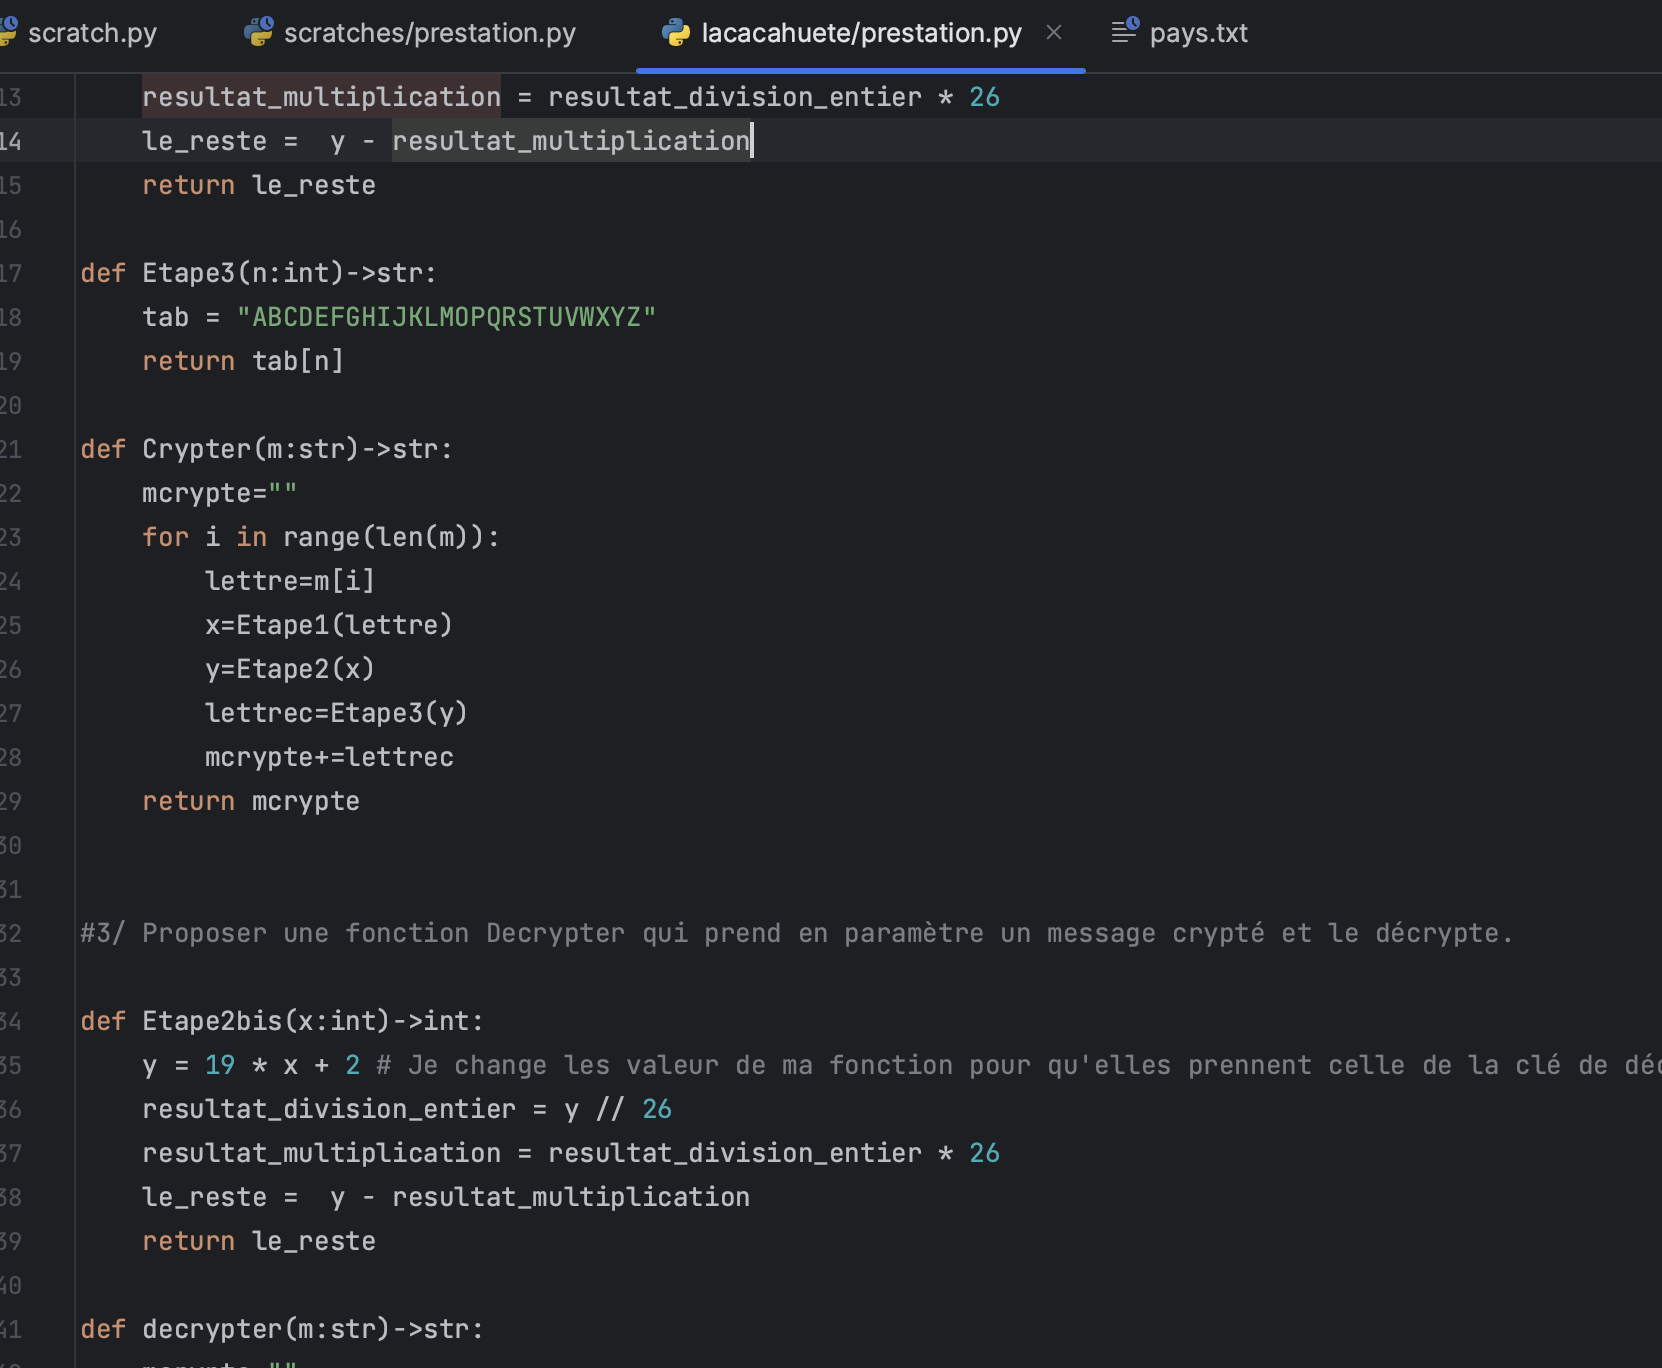 scratch.py scratches/prestation.py lacacahuete/prestation.py × pays.txt
13 resultat_multiplication = resultat_division_entier * 26
14 le_reste =  y - resultat_multiplication
15 return le_reste
16
17 def Etape3(n:int)->str:
18 tab = "ABCDEFGHIJKLMOPQRSTUVWXYZ"
19 return tab[n]
20
21 def Crypter(m:str)->str:
22 mcrypte=""
23 for i in range(len(m)):
24 lettre=m[i]
25 x=Etape1(lettre)
26 y=Etape2(x)
27 lettrec=Etape3(y)
28 mcrypte+=lettrec
29 return mcrypte
30
31
32 #3/ Proposer une fonction Decrypter qui prend en paramètre un message crypté et le décrypte.
33
34 def Etape2bis(x:int)->int:
35 y = 19 * x + 2 # Je change les valeur de ma fonction pour qu'elles prennent celle de la clé de déc
36 resultat_division_entier = y // 26
37 resultat_multiplication = resultat_division_entier * 26
38 le_reste =  y - resultat_multiplication
39 return le_reste
40
41 def decrypter(m:str)->str: